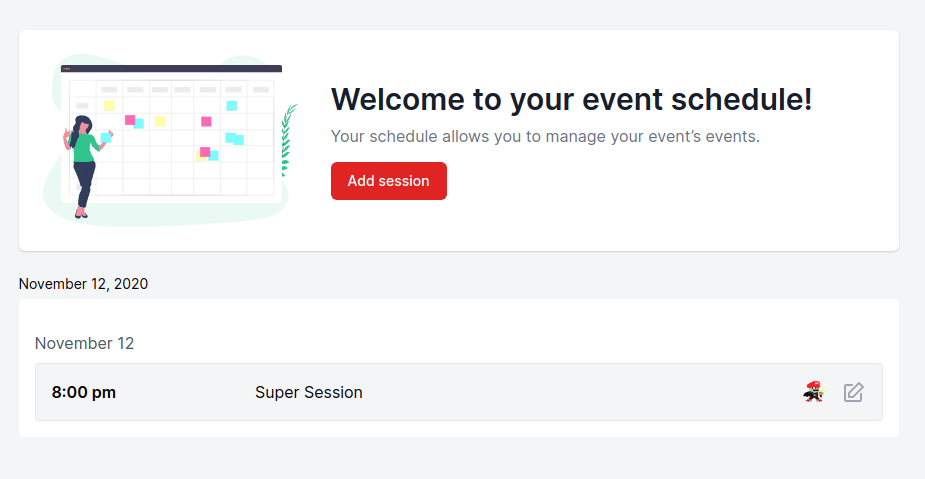 Welcome to your event schedule!
Your schedule allows you to manage your event’s events.
Add session
November 12, 2020
November 12
8:00 pm Super Session